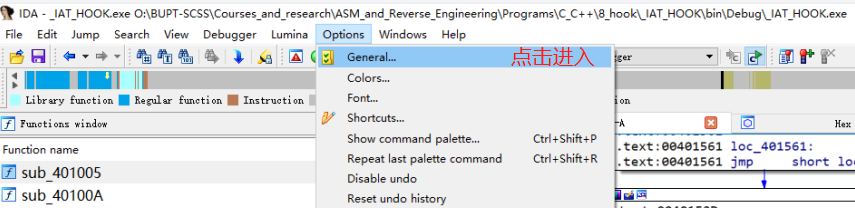 IDA - _IAT_HOOK.exe O:\BUPT-SCSS\Courses_and_research\ASM_and_Reverse_Engineering\Programs\C_C++\8_hook\_IAT_HOOK\bin\Debug\_IAT_HOOK.exe
File Edit Jump Search View Debugger Lumina Options Windows Help
General... 点击进入
Library function Regular function Instruction
Colors...
Font...
Functions window
Shortcuts...
Hex
Function name
Show command palette... Ctrl+Shift+P
.text:00401561 loc_401561:
sub_401005
Repeat last palette command Ctrl+Shift+R
.text:00401561 jmp short loc
sub_40100A
Disable undo
Reset undo history